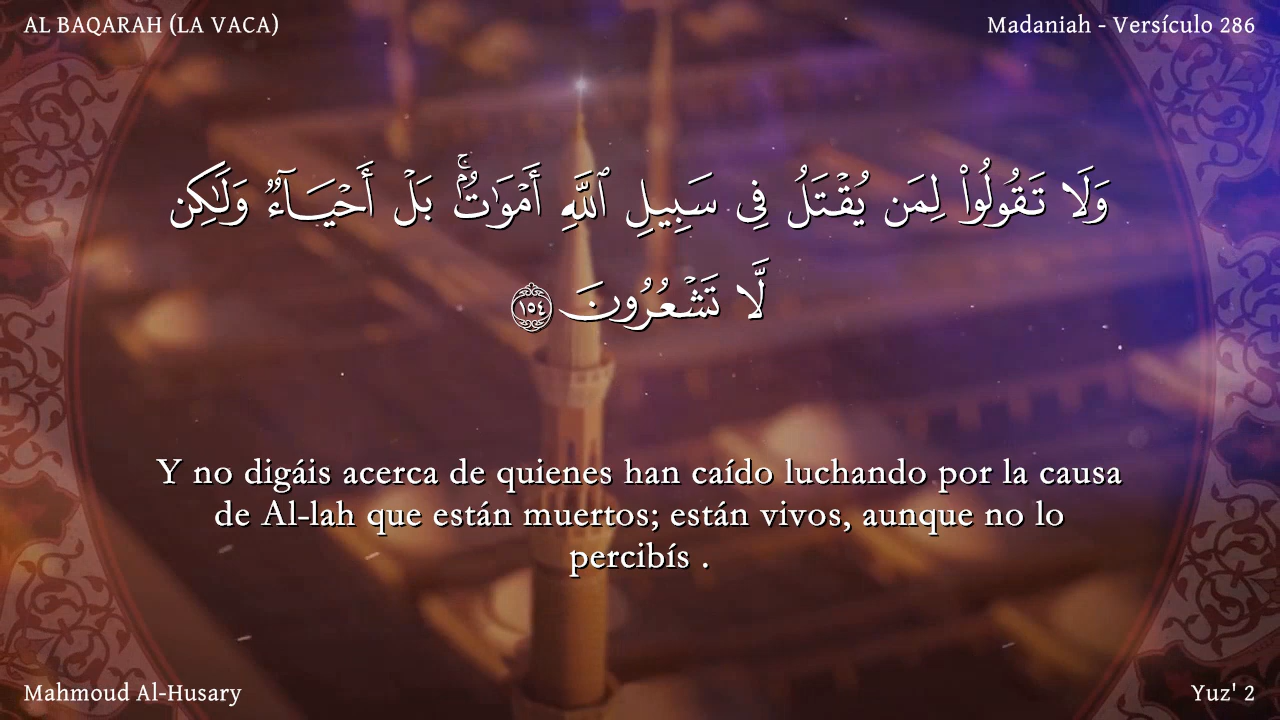 AL BAQARAH (LA VACA)
Madaniah - Versículo 286
وَلَا تَقُولُوا۟ لِمَن يُقْتَلُ فِى سَبِيلِ ٱللَّهِ أَمْوَٰتٌۢ ۚ بَلْ أَحْيَآءٌ وَلَـٰكِن
لَّا تَشْعُرُونَ ١٥٤
Y no digáis acerca de quienes han caído luchando por la causa
de Al-lah que están muertos; están vivos, aunque no lo
percibís .
Mahmoud Al-Husary
Yuz' 2